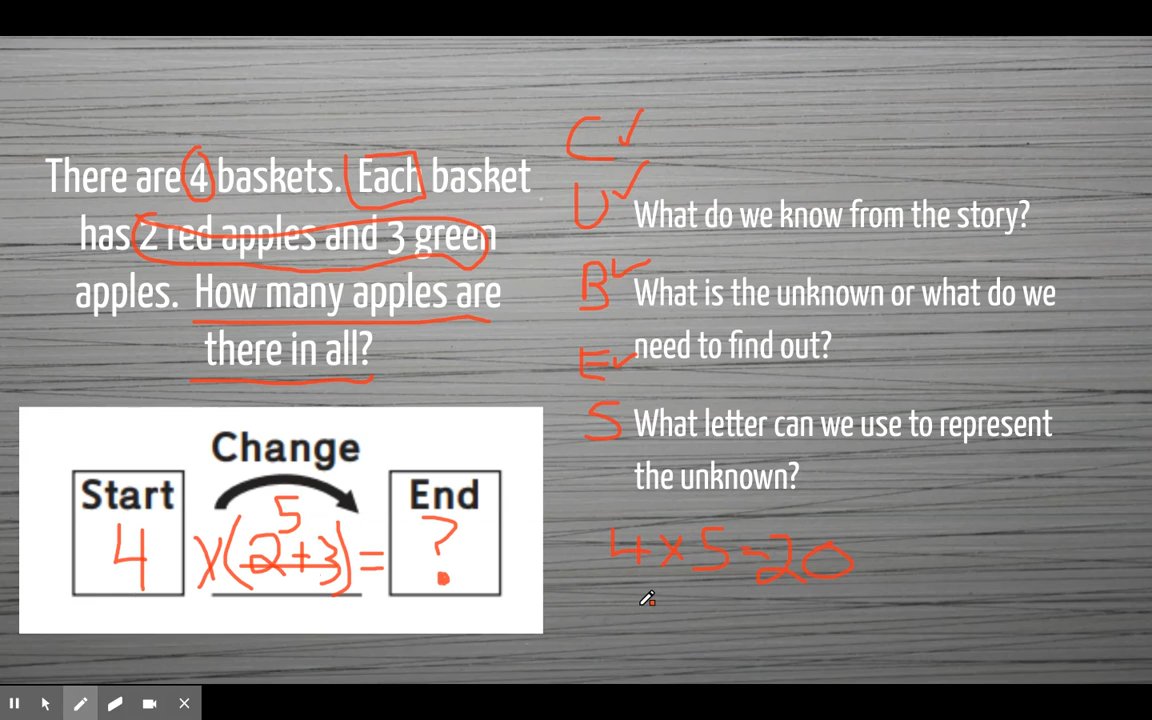 There are 4 baskets. Each basket
has 2 red apples and 3 green
apples. How many apples are
there in all?
Change
Start
End
4
x(2+3)=
5
?
C✓
U✓
B✓
E✓
S
What do we know from the story?
What is the unknown or what do we
need to find out?
What letter can we use to represent
the unknown?
4x5=20